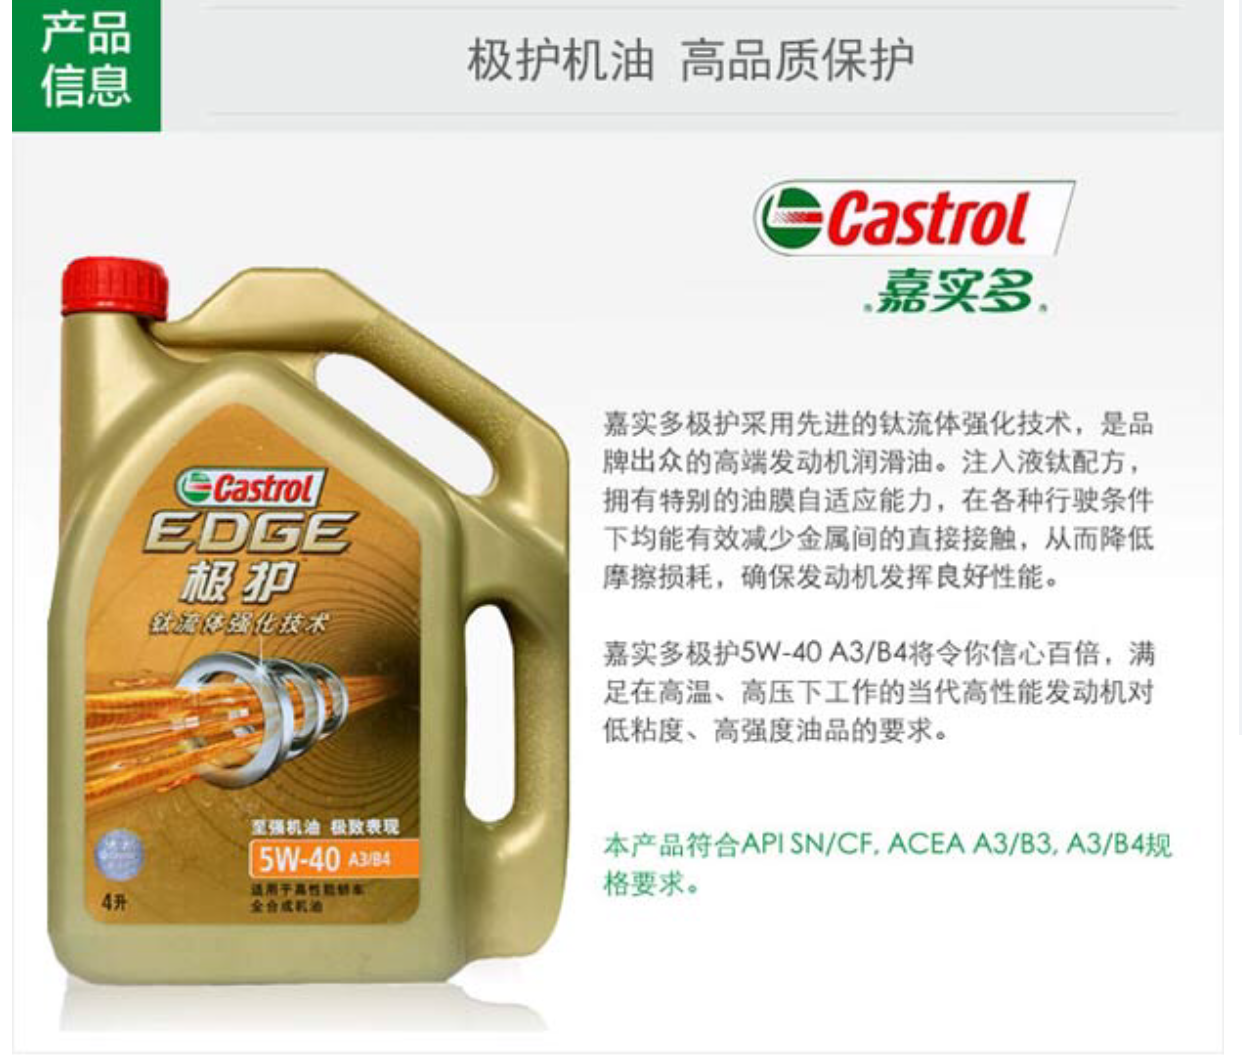 产品
信息
极护机油 高品质保护
Castrol
嘉实多
Castrol
EDGE
极护
钛流体强化技术
至强机油 极致表现
5W-40 A3/B4
适用于高性能轿车
全合成机油
4升
嘉实多极护采用先进的钛流体强化技术，是品
牌出众的高端发动机润滑油。注入液钛配方，
拥有特别的油膜自适应能力，在各种行驶条件
下均能有效减少金属间的直接接触，从而降低
摩擦损耗，确保发动机发挥良好性能。
嘉实多极护5W-40 A3/B4将令你信心百倍，满
足在高温、高压下工作的当代高性能发动机对
低粘度、高强度油品的要求。
本产品符合API SN/CF, ACEA A3/B3, A3/B4规
格要求。